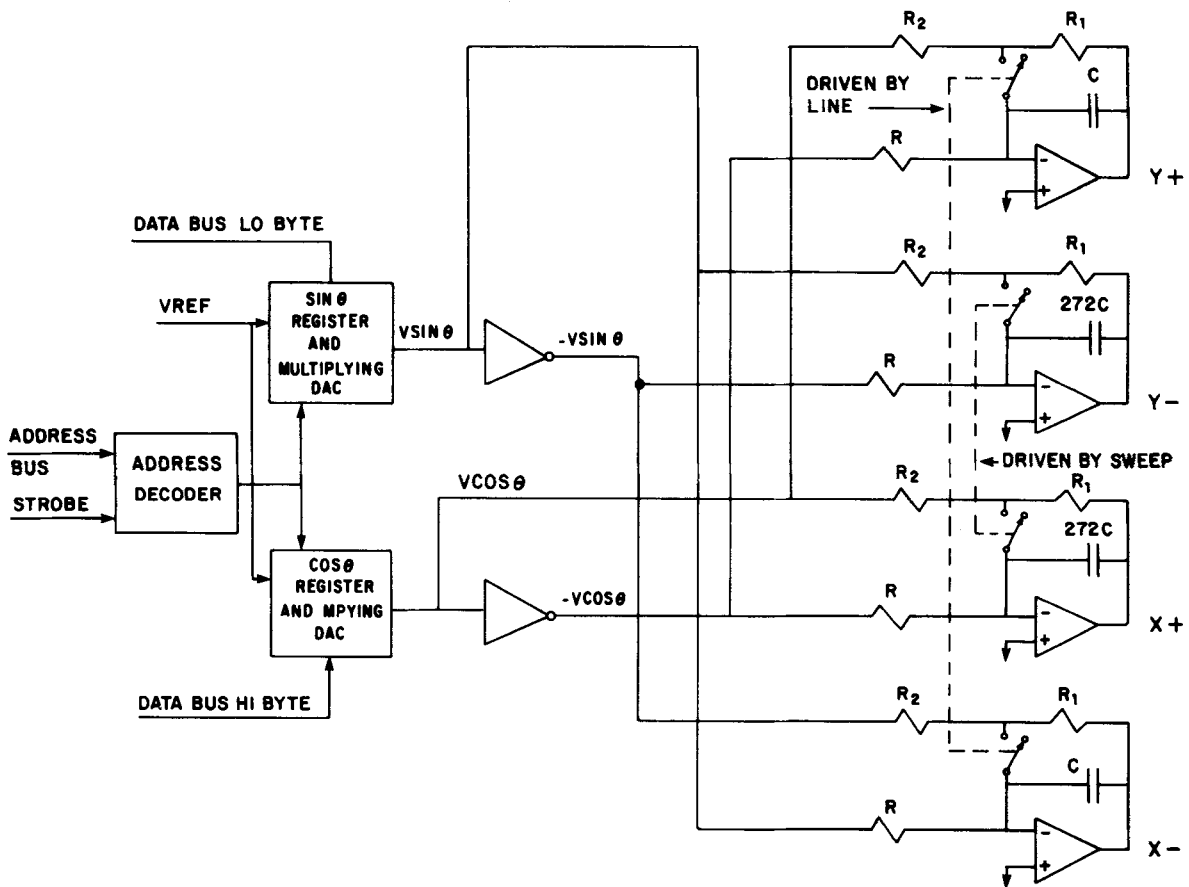 R2
R1
DRIVEN BY
LINE
C
R
Y+
DATA BUS LO BYTE
R2
R1
VREF
SIN θ
REGISTER
AND
MULTIPLYING
DAC
VSIN θ
-VSIN θ
272C
R
Y-
ADDRESS
BUS
STROBE
ADDRESS
DECODER
DRIVEN BY SWEEP
VCOS θ
R2
R1
272C
COS θ
REGISTER
AND MPYING
DAC
-VCOS θ
R
X+
DATA BUS HI BYTE
R2
R1
C
R
X-
-
+
-
+
-
+
-
+